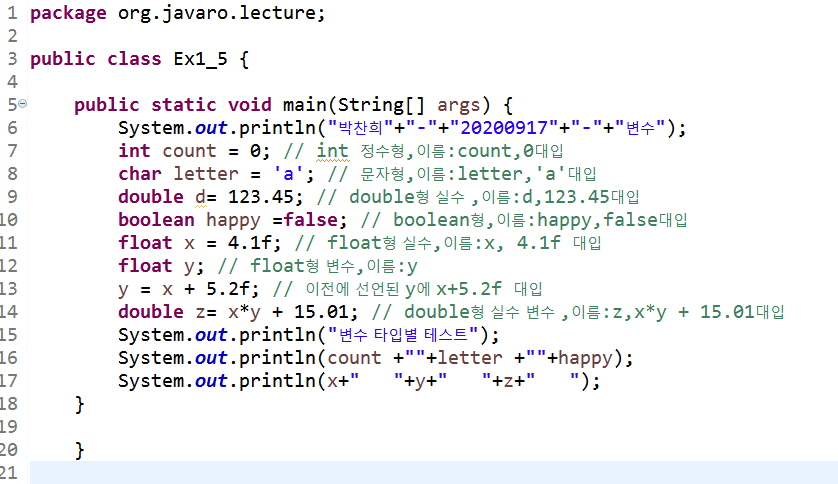 1 package org.javaro.lecture;
2
3 public class Ex1_5 {
4
5     public static void main(String[] args) {
6         System.out.println("박찬희"+"-"+"20200917"+"-"+"변수");
7         int count = 0; // int 정수형,이름:count,0대입
8         char letter = 'a'; // 문자형,이름:letter,'a'대입
9         double d= 123.45; // double형 실수 ,이름:d,123.45대입
10         boolean happy =false; // boolean형,이름:happy,false대입
11         float x = 4.1f; // float형 실수,이름:x, 4.1f 대입
12         float y; // float형 변수,이름:y
13         y = x + 5.2f; // 이전에 선언된 y에 x+5.2f 대입
14         double z= x*y + 15.01; // double형 실수 변수 ,이름:z,x*y + 15.01대입
15         System.out.println("변수 타입별 테스트");
16         System.out.println(count +""+letter +""+happy);
17         System.out.println(x+"   "+y+"   "+z+"   ");
18     }
19
20     }
21